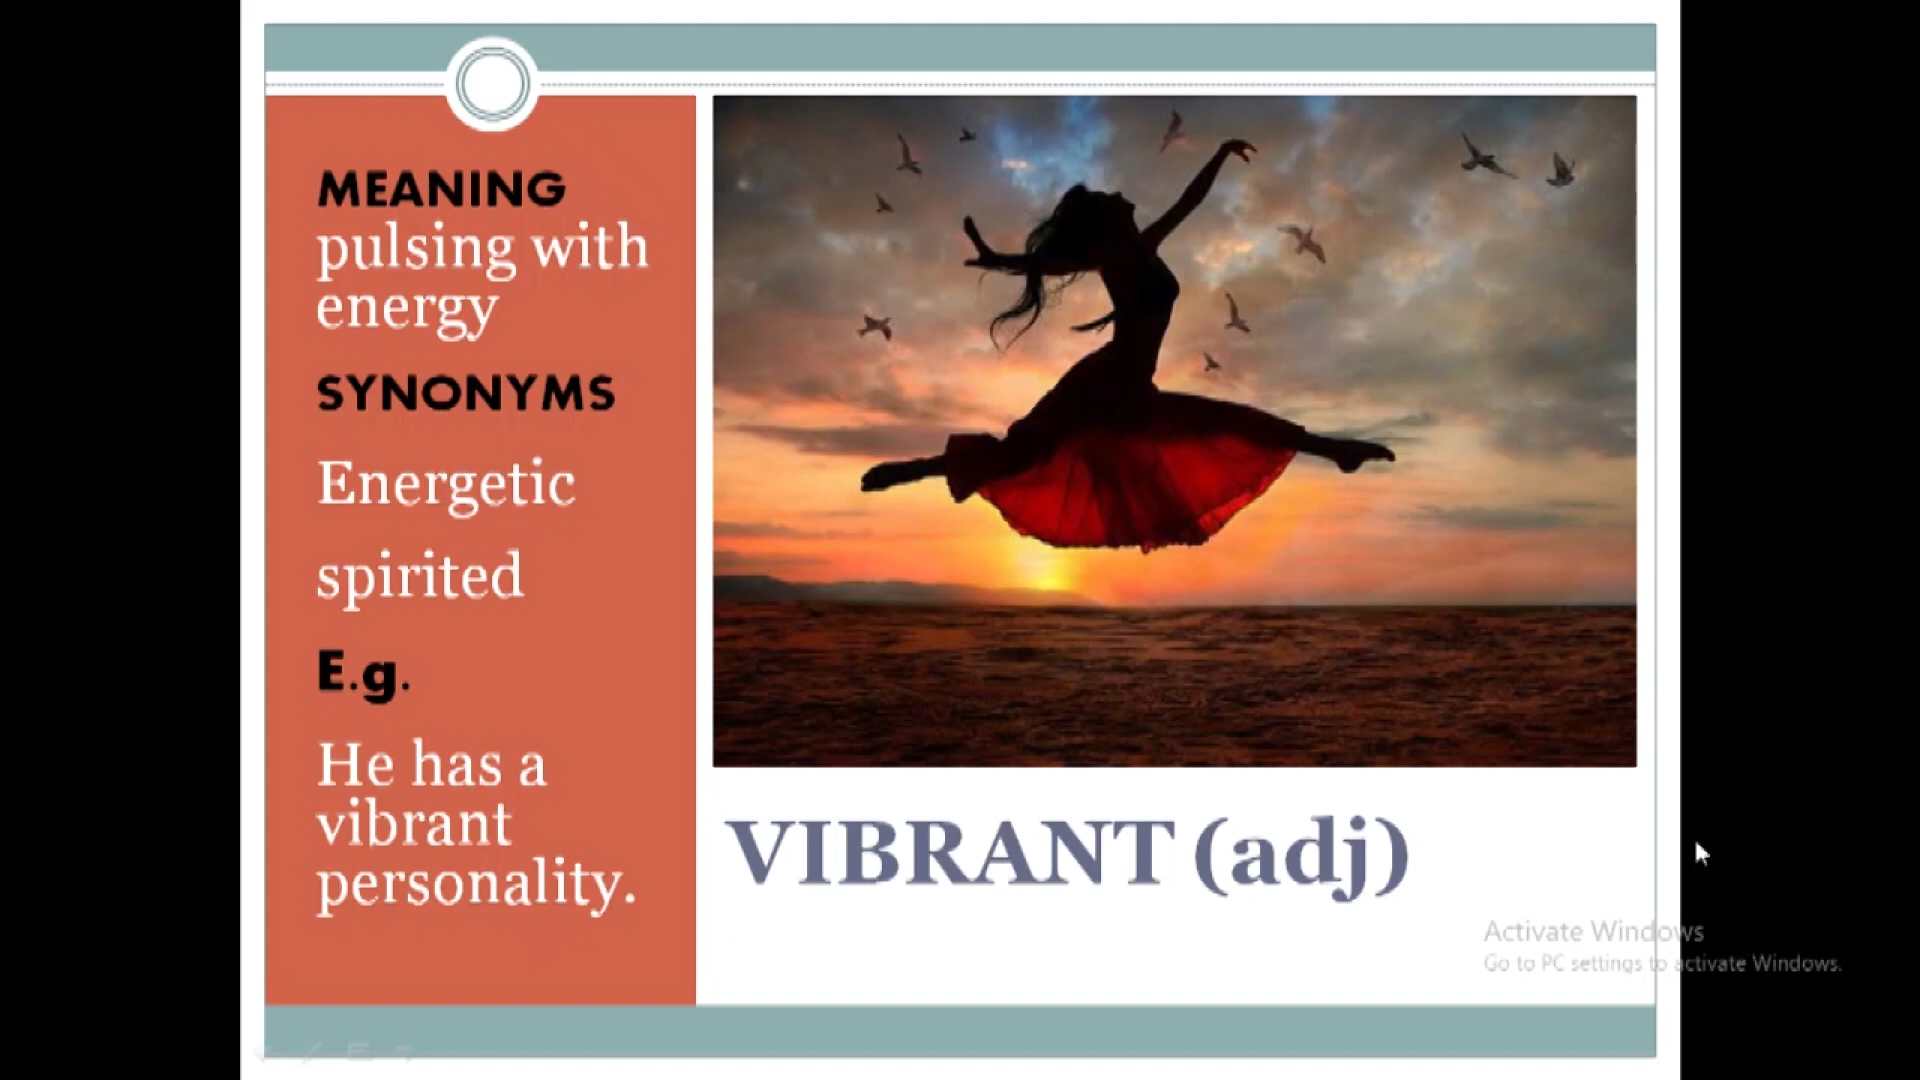 MEANING
pulsing with
energy
SYNONYMS
Energetic
spirited
E.g.
He has a
vibrant
personality.
VIBRANT (adj)
Activate Windows
Go to PC settings to activate Windows.